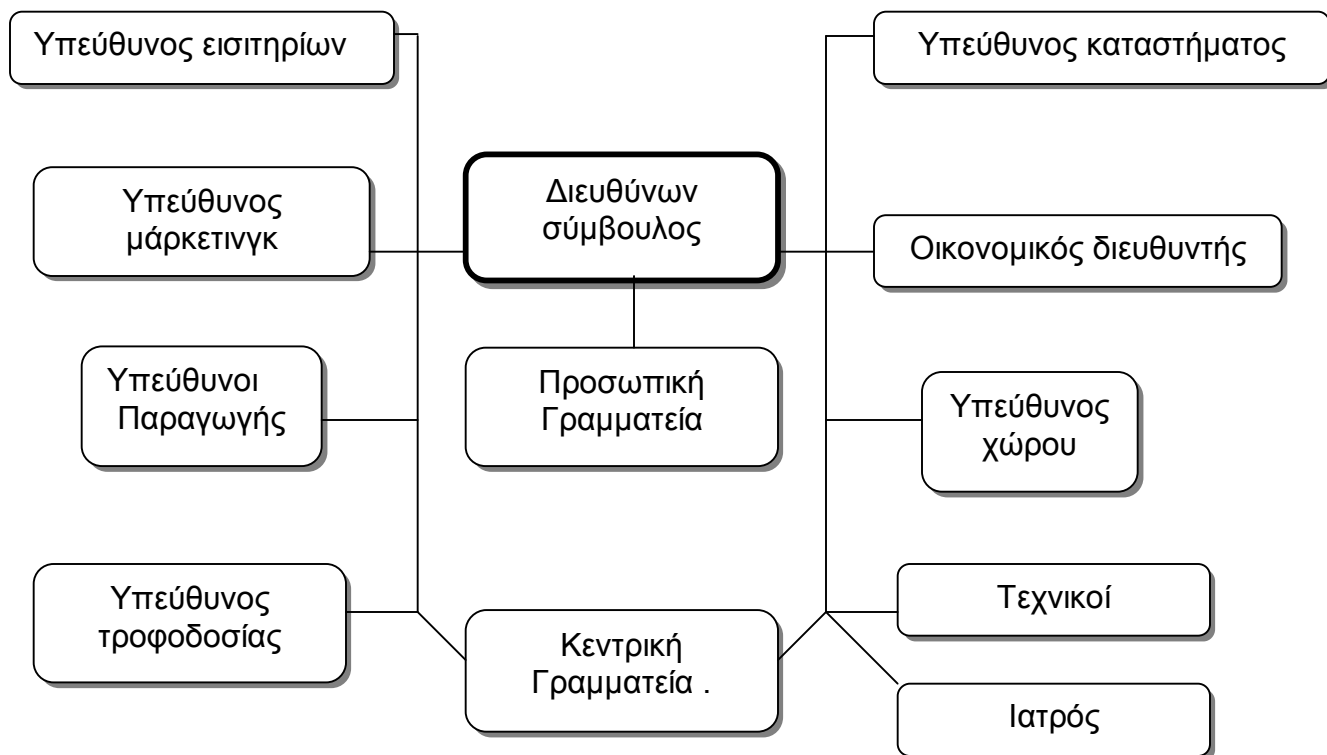 Υπεύθυνος εισιτηρίων
Υπεύθυνος καταστήματος
Υπεύθυνος
μάρκετινγκ
Διευθύνων
σύμβουλος
Οικονομικός διευθυντής
Υπεύθυνοι
Παραγωγής
Προσωπική
Γραμματεία
Υπεύθυνος
χώρου
Υπεύθυνος
τροφοδοσίας
Κεντρική
Γραμματεία .
Τεχνικοί
Ιατρός